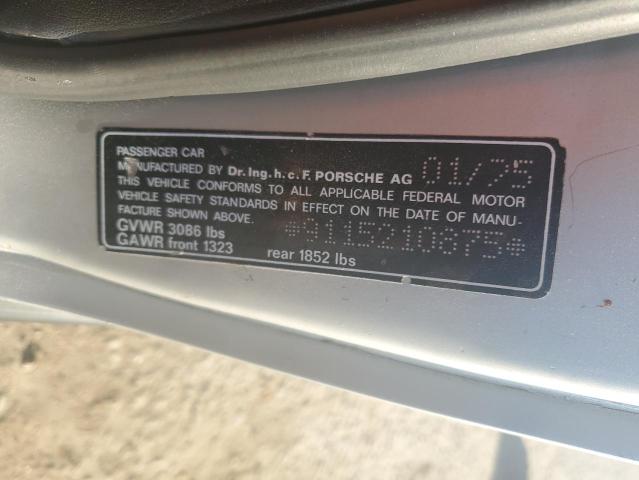 PASSENGER CAR
MANUFACTURED BY Dr.Ing.h.c.F. PORSCHE AG 01/75
THIS VEHICLE CONFORMS TO ALL APPLICABLE FEDERAL MOTOR
VEHICLE SAFETY STANDARDS IN EFFECT ON THE DATE OF MANU-
FACTURE SHOWN ABOVE.
GVWR 3086 lbs *9115210675*
GAWR front 1323 rear 1852 lbs